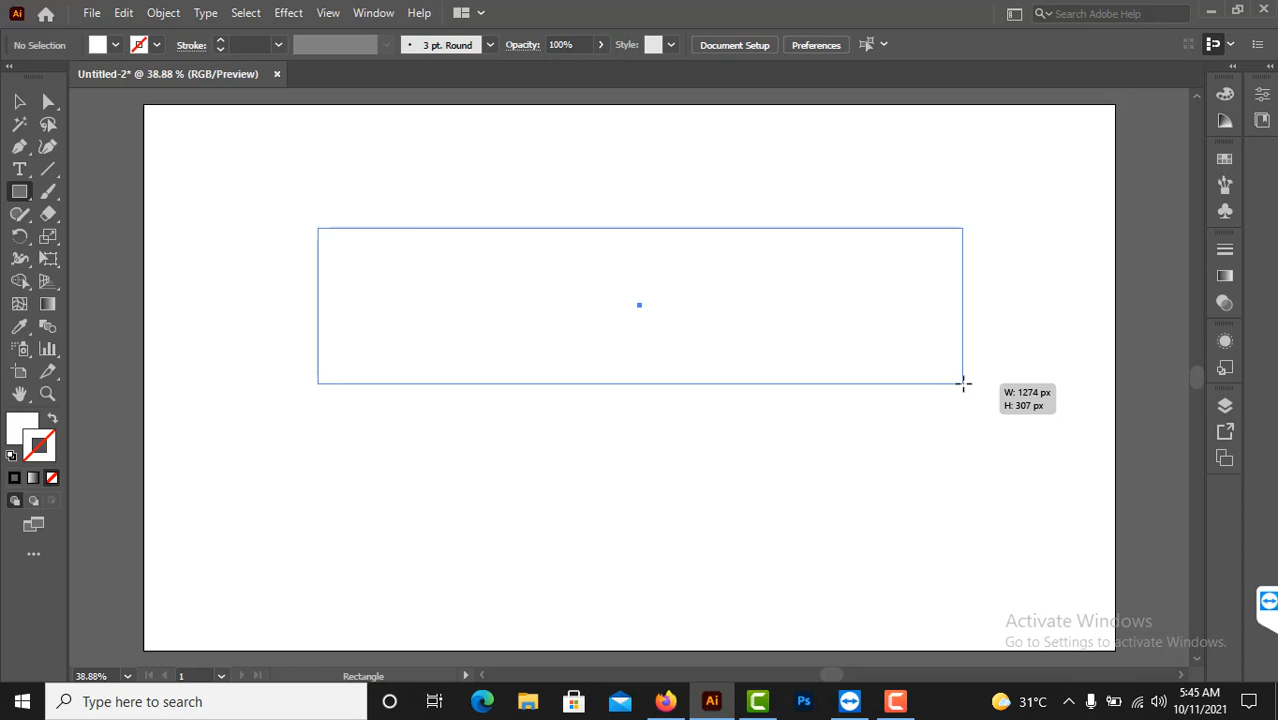 Ai File Edit Object Type Select Effect View Window Help Search Adobe Help
No Selection Stroke: 3 pt. Round Opacity: 100% Style: Document Setup Preferences
Untitled-2* @ 38.88 % (RGB/Preview)
T
W: 1274 px
H: 307 px
Activate Windows
Go to Settings to activate Windows.
38.88% 1 Rectangle
Type here to search Ai Ps 31°C 5:45 AM
10/11/2021